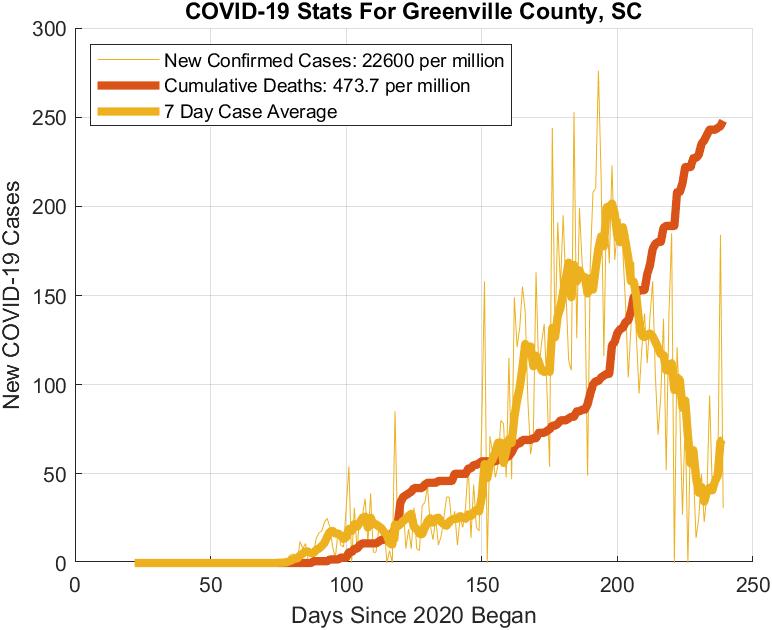 COVID-19 Stats For Greenville County, SC
New Confirmed Cases: 22600 per million
Cumulative Deaths: 473.7 per million
7 Day Case Average
New COVID-19 Cases
300
250
200
150
100
50
0
0 50 100 150 200 250
Days Since 2020 Began